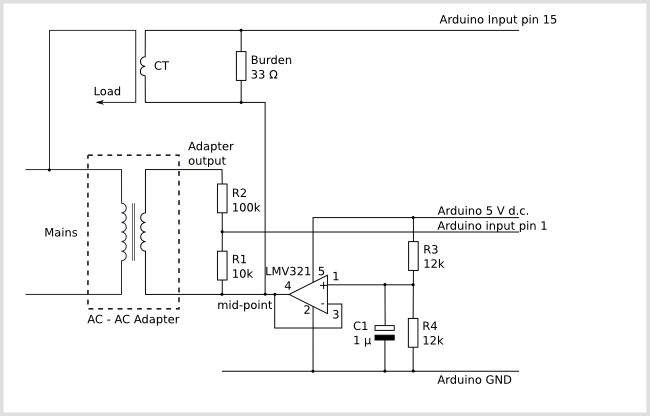 Arduino Input pin 15
CT
Burden
33 Ω
Load
Adapter
output
R2
100k
Arduino 5 V d.c.
Arduino input pin 1
Mains
R3
12k
R1
10k
LMV321
5
1
4
+
-
mid-point
2
3
C1
1 µ
R4
12k
AC - AC Adapter
Arduino GND